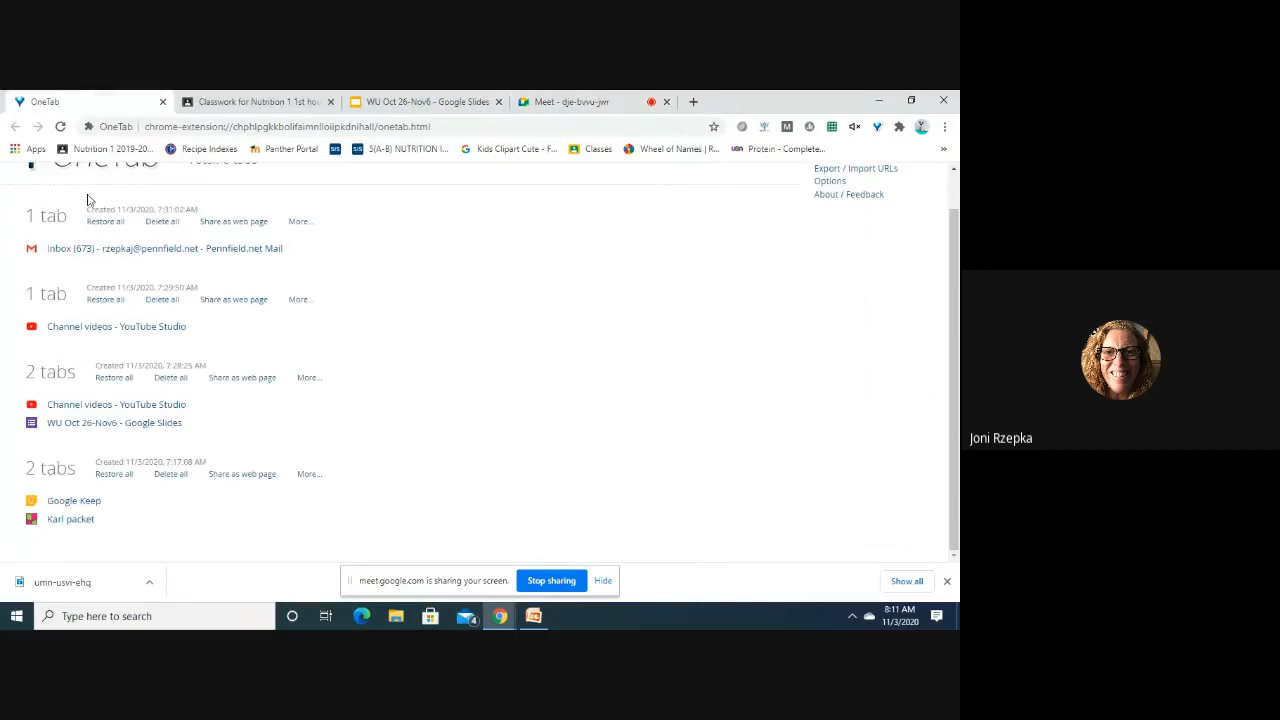 OneTab
Classwork for Nutrition 1 1st hou
WU Oct 26-Nov6 - Google Slides
Meet - dje-bvvu-jwr
OneTab
chrome-extension://chphlpgkkbolifaimnlloiipkdnihall/onetab.html
Apps
Nutrition 1 2019-20...
Recipe Indexes
Panther Portal
5(A-B) NUTRITION I...
Kids Clipart Cute - F...
Classes
Wheel of Names | R...
Protein - Complete...
»
OneTab
Export / Import URLs
Options
About / Feedback
1 tab
Created 11/3/2020, 7:31:02 AM
Restore all Delete all Share as web page More...
Inbox (673) - rzepkaj@pennfield.net - Pennfield.net Mail
1 tab
Created 11/3/2020, 7:29:50 AM
Restore all Delete all Share as web page More...
Channel videos - YouTube Studio
2 tabs
Created 11/3/2020, 7:28:25 AM
Restore all Delete all Share as web page More...
Channel videos - YouTube Studio
WU Oct 26-Nov6 - Google Slides
2 tabs
Created 11/3/2020, 7:17:08 AM
Restore all Delete all Share as web page More...
Google Keep
Karl packet
umn-usvi-ehq
meet.google.com is sharing your screen.
Stop sharing
Hide
Show all
Type here to search
4
8:11 AM
11/3/2020
Joni Rzepka